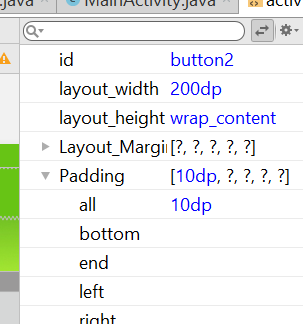 .java
MainActivity.java
activ
id button2
layout_width 200dp
layout_height wrap_content
Layout_Margi [?, ?, ?, ?, ?]
Padding [10dp, ?, ?, ?, ?]
all 10dp
bottom
end
left
right